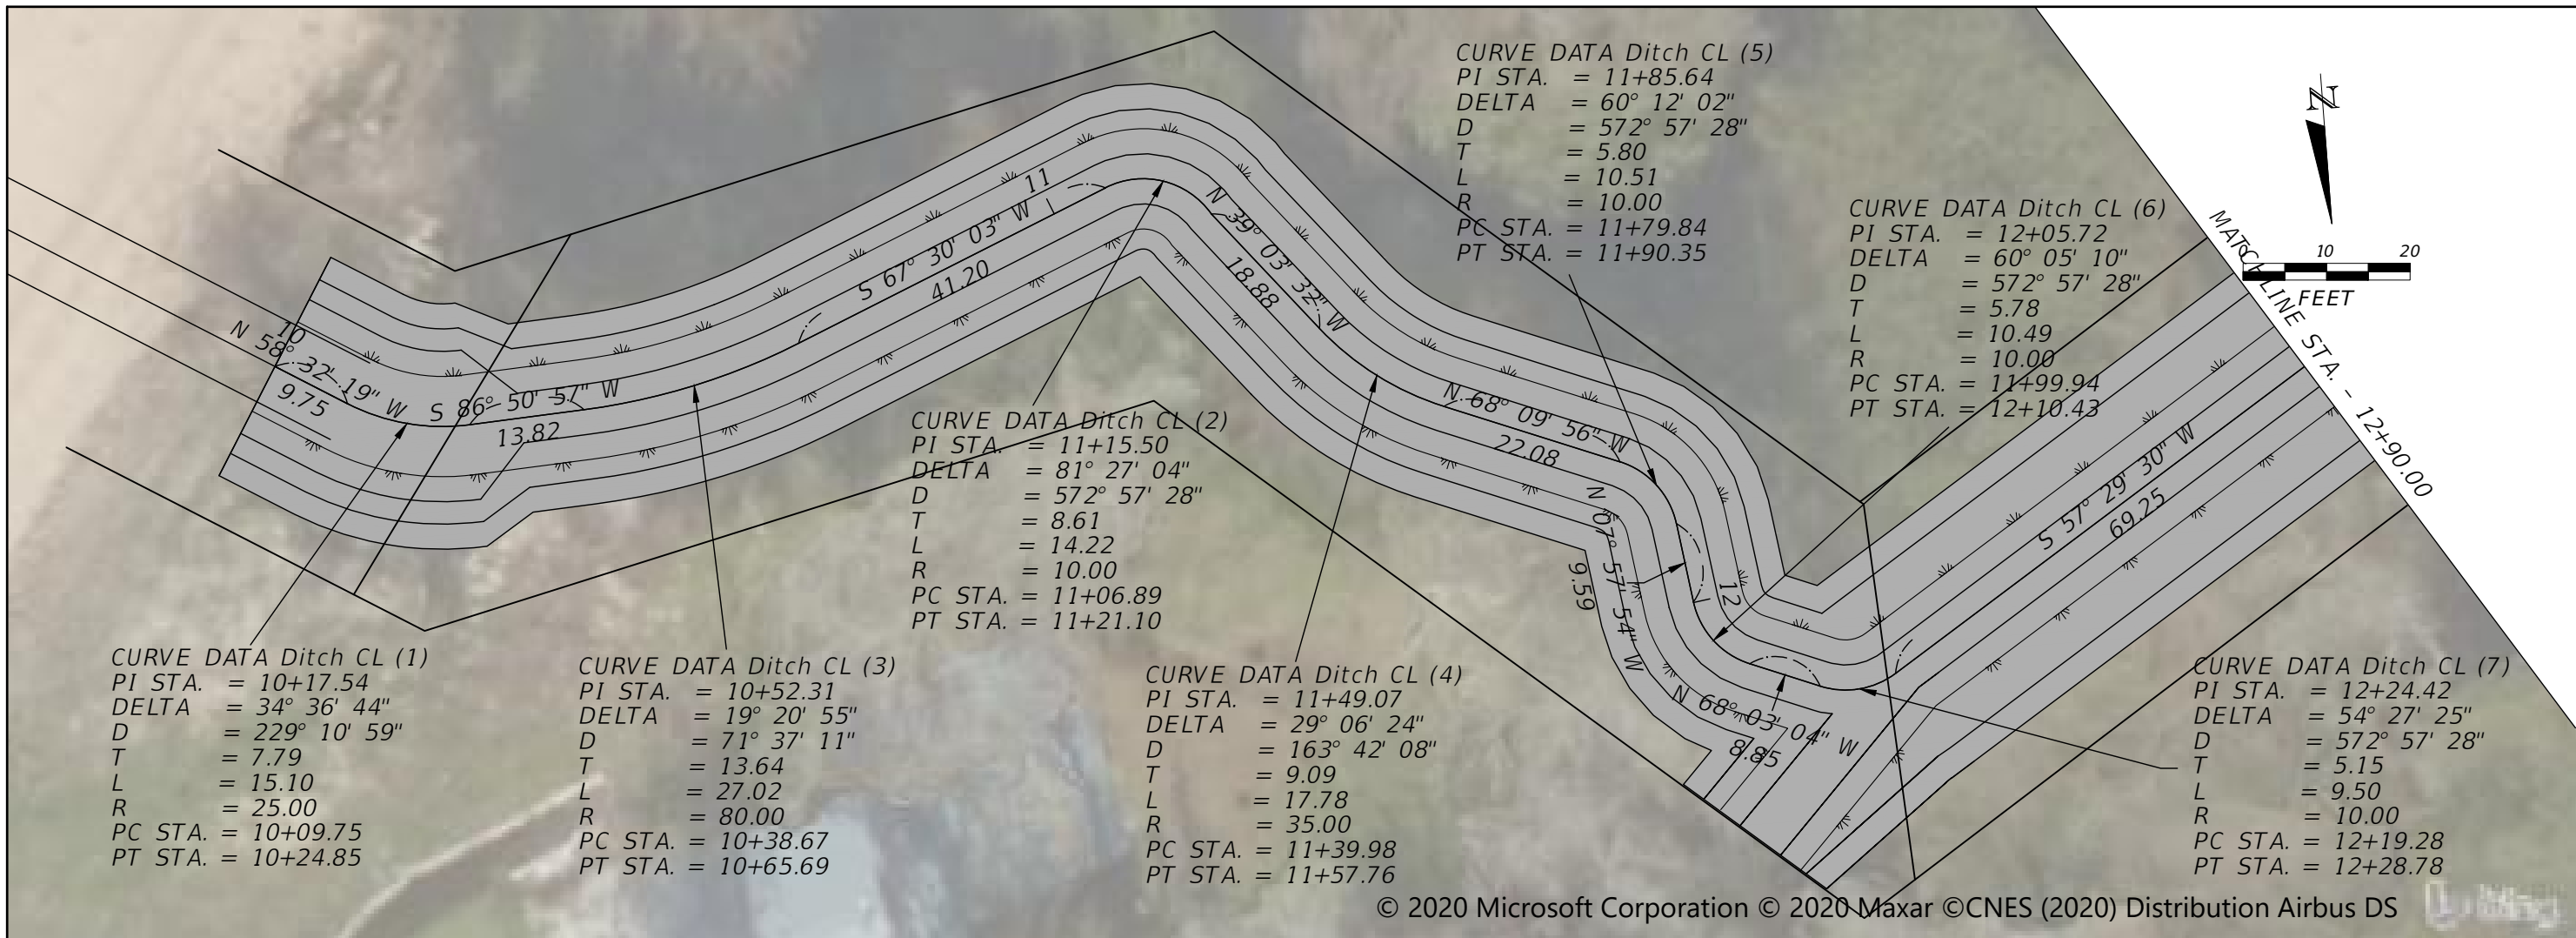 CURVE DATA Ditch CL (5)
PI STA. = 11+85.64
DELTA = 60° 12' 02"
D = 572° 57' 28"
T = 5.80
L = 10.51
R = 10.00
PC STA. = 11+79.84
PT STA. = 11+90.35
CURVE DATA Ditch CL (6)
PI STA. = 12+05.72
DELTA = 60° 05' 10"
D = 572° 57' 28"
T = 5.78
L = 10.49
R = 10.00
PC STA. = 11+99.94
PT STA. = 12+10.43
N
10 20
FEET
MATCHLINE STA. - 12+90.00
10
N 58° 32' 19" W
9.75
S 86° 50' 57" W
13.82
11
S 67° 30' 03" W
41.20
N 39° 03' 32" W
18.88
N 68° 09' 56" W
22.08
N 07° 57' 54" W
9.59
12
N 68° 03' 04" W
8.85
S 57° 29' 30" W
69.25
CURVE DATA Ditch CL (2)
PI STA. = 11+15.50
DELTA = 81° 27' 04"
D = 572° 57' 28"
T = 8.61
L = 14.22
R = 10.00
PC STA. = 11+06.89
PT STA. = 11+21.10
CURVE DATA Ditch CL (1)
PI STA. = 10+17.54
DELTA = 34° 36' 44"
D = 229° 10' 59"
T = 7.79
L = 15.10
R = 25.00
PC STA. = 10+09.75
PT STA. = 10+24.85
CURVE DATA Ditch CL (3)
PI STA. = 10+52.31
DELTA = 19° 20' 55"
D = 71° 37' 11"
T = 13.64
L = 27.02
R = 80.00
PC STA. = 10+38.67
PT STA. = 10+65.69
CURVE DATA Ditch CL (4)
PI STA. = 11+49.07
DELTA = 29° 06' 24"
D = 163° 42' 08"
T = 9.09
L = 17.78
R = 35.00
PC STA. = 11+39.98
PT STA. = 11+57.76
CURVE DATA Ditch CL (7)
PI STA. = 12+24.42
DELTA = 54° 27' 25"
D = 572° 57' 28"
T = 5.15
L = 9.50
R = 10.00
PC STA. = 12+19.28
PT STA. = 12+28.78
© 2020 Microsoft Corporation © 2020 Maxar ©CNES (2020) Distribution Airbus DS